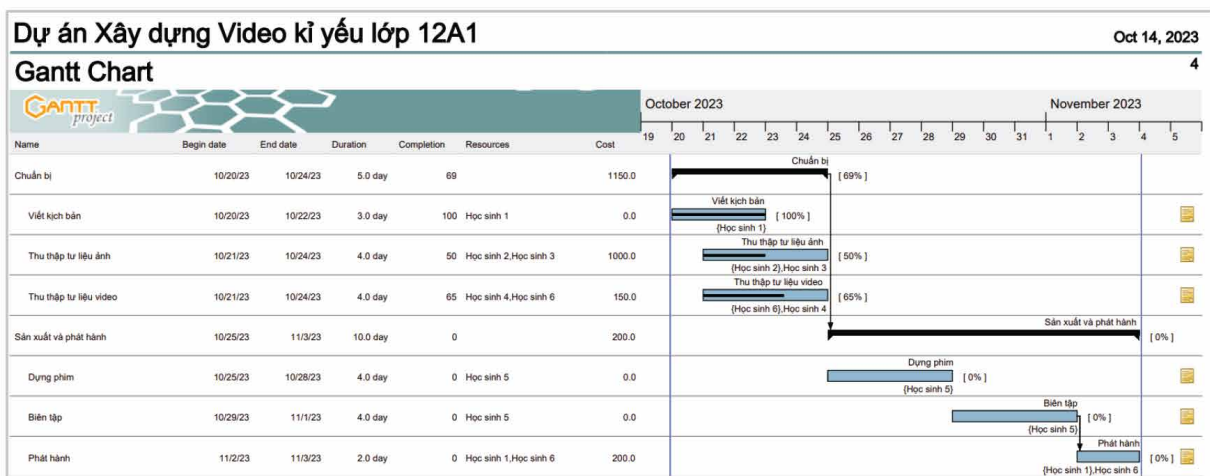 Dự án Xây dựng Video kỉ yếu lớp 12A1
Oct 14, 2023
Gantt Chart
4
GANTT project
October 2023 November 2023
19 20 21 22 23 24 25 26 27 28 29 30 31 1 2 3 4 5
Name Begin date End date Duration Completion Resources Cost
Chuẩn bị 10/20/23 10/24/23 5.0 day 69 1150.0
Chuẩn bị
[ 69% ]
Viết kịch bản 10/20/23 10/22/23 3.0 day 100 Học sinh 1 0.0
Viết kịch bản
[ 100% ]
{Học sinh 1}
Thu thập tư liệu ảnh 10/21/23 10/24/23 4.0 day 50 Học sinh 2,Học sinh 3 1000.0
Thu thập tư liệu ảnh
[ 50% ]
{Học sinh 2},Học sinh 3
Thu thập tư liệu video 10/21/23 10/24/23 4.0 day 65 Học sinh 4,Học sinh 6 150.0
Thu thập tư liệu video
[ 65% ]
{Học sinh 6},Học sinh 4
Sản xuất và phát hành 10/25/23 11/3/23 10.0 day 0 200.0
Sản xuất và phát hành
[ 0% ]
Dựng phim 10/25/23 10/28/23 4.0 day 0 Học sinh 5 0.0
Dựng phim
[ 0% ]
{Học sinh 5}
Biên tập 10/29/23 11/1/23 4.0 day 0 Học sinh 5 0.0
Biên tập
[ 0% ]
{Học sinh 5}
Phát hành 11/2/23 11/3/23 2.0 day 0 Học sinh 1,Học sinh 6 200.0
Phát hành
[ 0% ]
{Học sinh 1},Học sinh 6